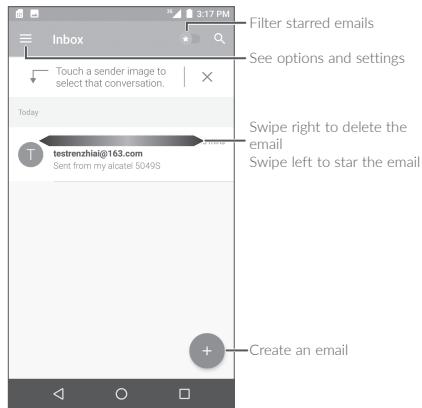 3G 3:17 PM
Filter starred emails
Inbox
See options and settings
Touch a sender image to
select that conversation.
Today
Swipe right to delete the
email
Swipe left to star the email
T
testrenzhiai@163.com
Sent from my alcatel 5049S
Create an email